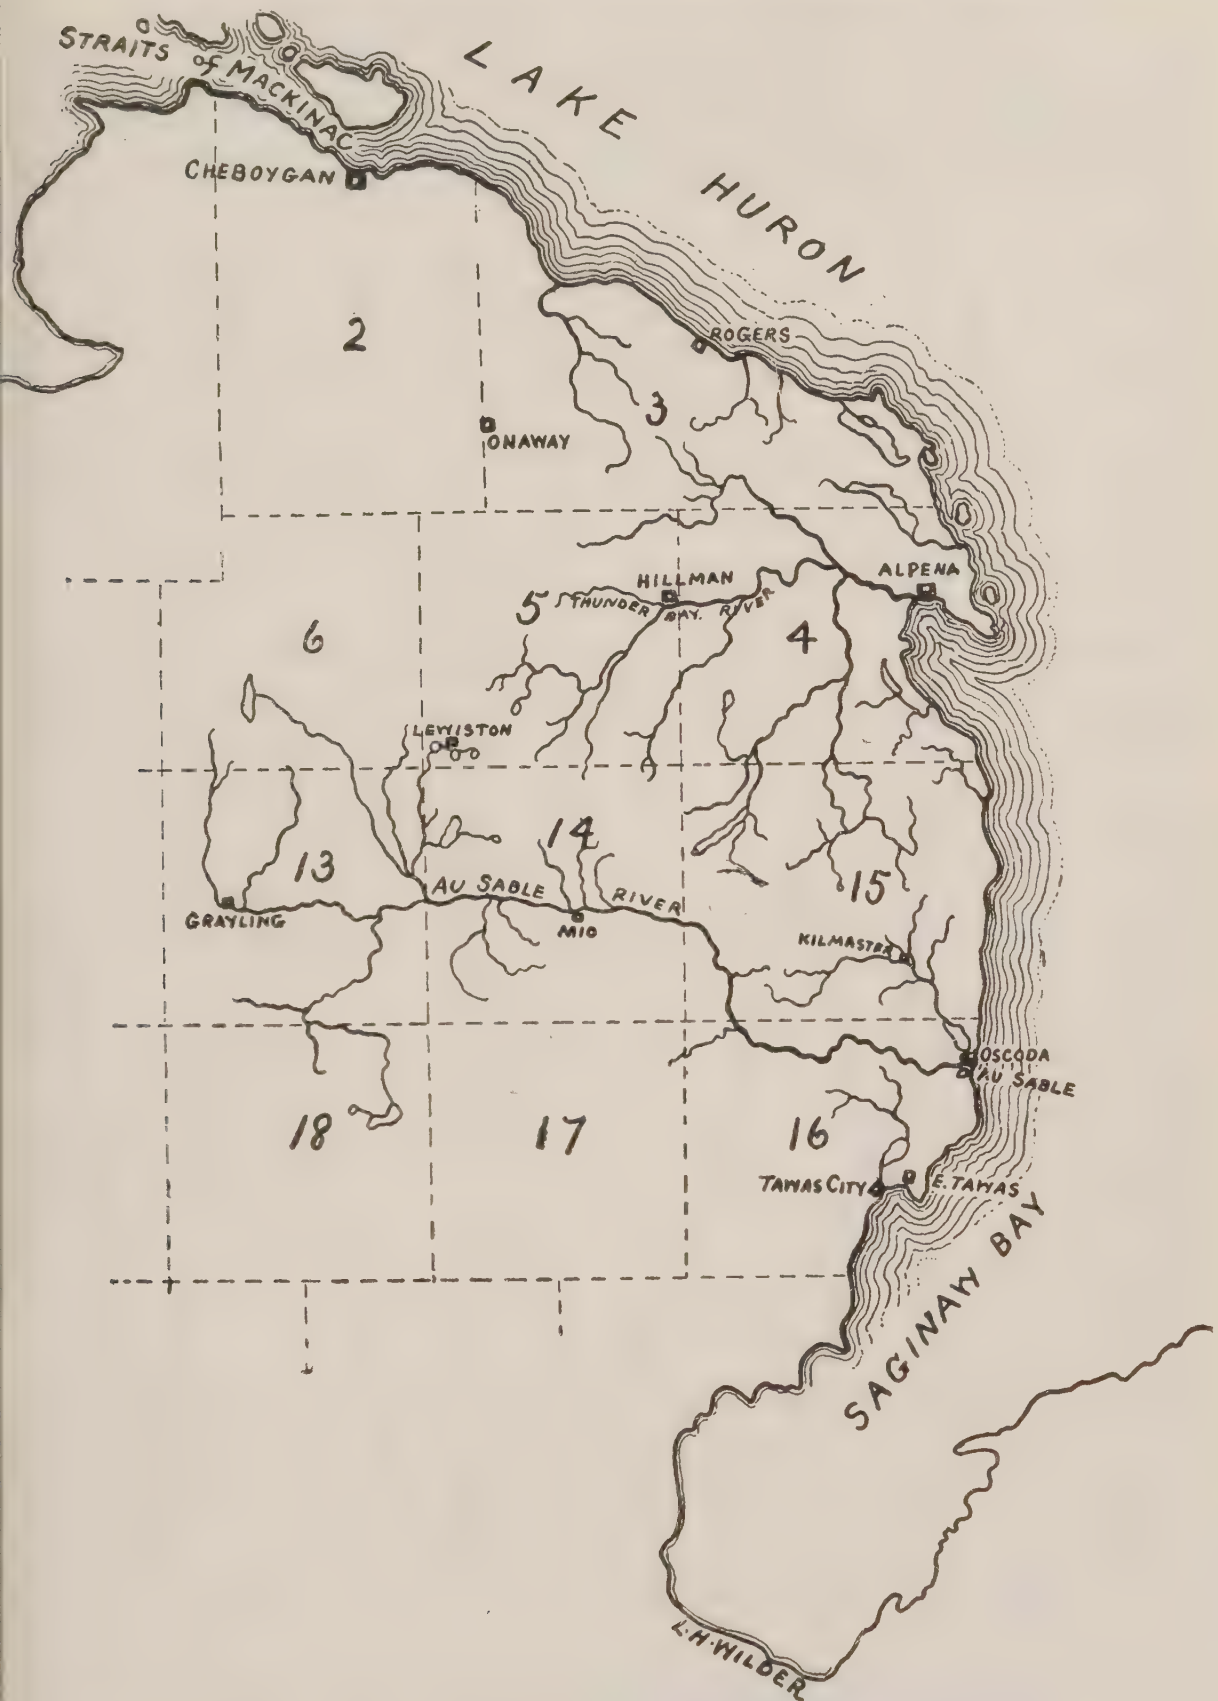 STRAITS of MACKINAC
LAKE HURON
CHEBOYGAN
2
ROGERS
3
ONAWAY
HILLMAN
ALPENA
5
THUNDER BAY. RIVER
6
4
LEWISTON
14
13
15
AU SABLE RIVER
GRAYLING
MIO
KILMASTER
OSCODA
AU SABLE
18
17
16
TAWAS CITY
E. TAWAS
SAGINAW BAY
L.H. WILDER